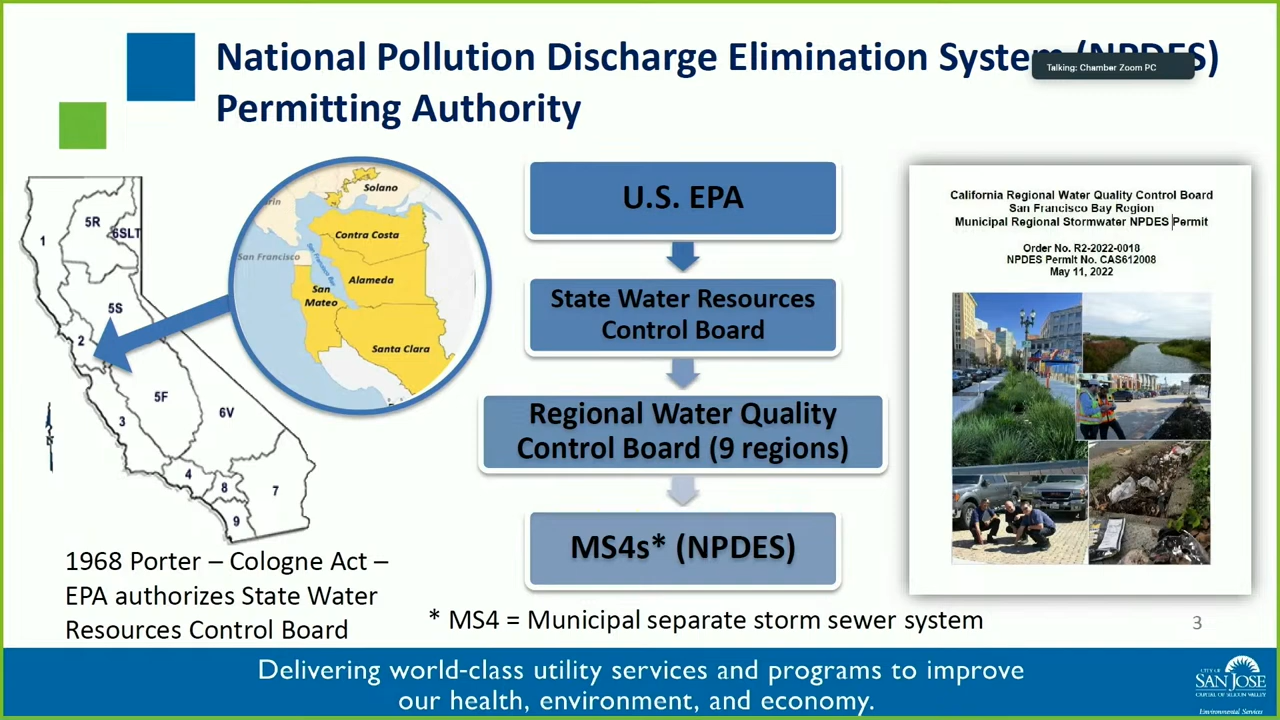 National Pollution Discharge Elimination System (NPDES)
Permitting Authority
Talking: Chamber Zoom PC
1
5R
6SLT
5S
2
5F
6V
3
4
8
7
9
N
Solano
Contra Costa
San Francisco
San Francisco Bay
Alameda
San
Mateo
Santa Clara
1968 Porter – Cologne Act –
EPA authorizes State Water
Resources Control Board
U.S. EPA
State Water Resources
Control Board
Regional Water Quality
Control Board (9 regions)
MS4s* (NPDES)
* MS4 = Municipal separate storm sewer system
California Regional Water Quality Control Board
San Francisco Bay Region
Municipal Regional Stormwater NPDES Permit
Order No. R2-2022-0018
NPDES Permit No. CAS612008
May 11, 2022
3
Delivering world-class utility services and programs to improve
our health, environment, and economy.
CITY OF
SAN JOSE
CAPITAL OF SILICON VALLEY
Environmental Services